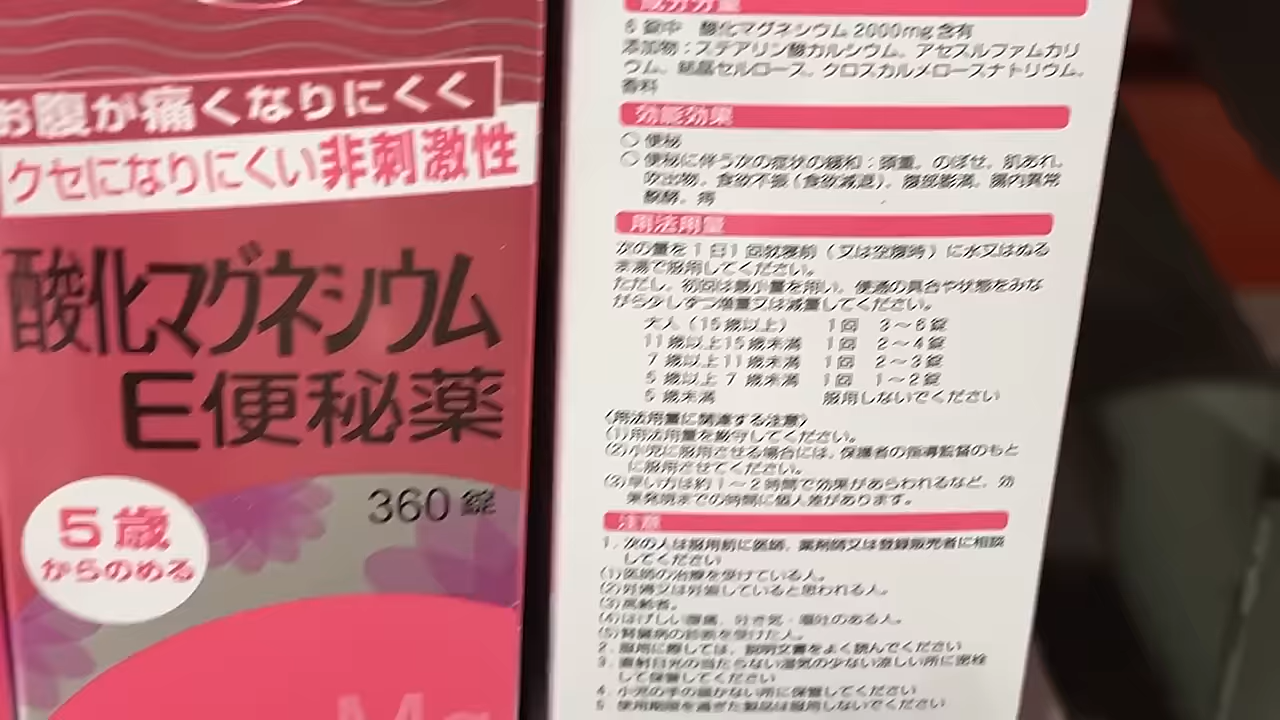 お腹が痛くなりにくく
クセになりにくい非刺激性
酸化マグネシウム
E便秘薬
360錠
5歳
からのめる
Mg
成分分量
6錠中 酸化マグネシウム2000mg含有
添加物:ステアリン酸カルシウム、アセスルファムカリ
ウム、結晶セルロース、クロスカルメロースナトリウム、
香料
効能効果
○便秘
○便秘に伴う次の症状の緩和:頭重、のぼせ、肌あれ、
吹出物、食欲不振(食欲減退)、腹部膨満、腸内異常
醗酵、痔
用法用量
次の量を1日1回就寝前(又は空腹時)に水又はぬる
ま湯で服用してください。
ただし、初回は最小量を用い、便通の具合や状態をみな
がら少しずつ増量又は減量してください。
大人(15歳以上) 1回 3〜6錠
11歳以上15歳未満 1回 2〜4錠
7歳以上11歳未満 1回 2〜3錠
5歳以上7歳未満 1回 1〜2錠
5歳未満 服用しないでください
〈用法用量に関連する注意〉
(1)用法用量を厳守してください。
(2)小児に服用させる場合には、保護者の指導監督のもと
に服用させてください。
(3)早い方は約1〜2時間で効果があらわれるなど、効
果発現までの時間に個人差があります。
注意
1.次の人は服用前に医師、薬剤師又は登録販売者に相談
してください
(1)医師の治療を受けている人。
(2)妊婦又は妊娠していると思われる人。
(3)高齢者。
(4)はげしい腹痛、吐き気・嘔吐のある人。
(5)腎臓病の診断を受けた人。
2.服用に際しては、説明文書をよく読んでください
3.直射日光の当たらない湿気の少ない涼しい所に密栓
して保管してください
4.小児の手の届かない所に保管してください
5.使用期限を過ぎた製品は服用しないでください